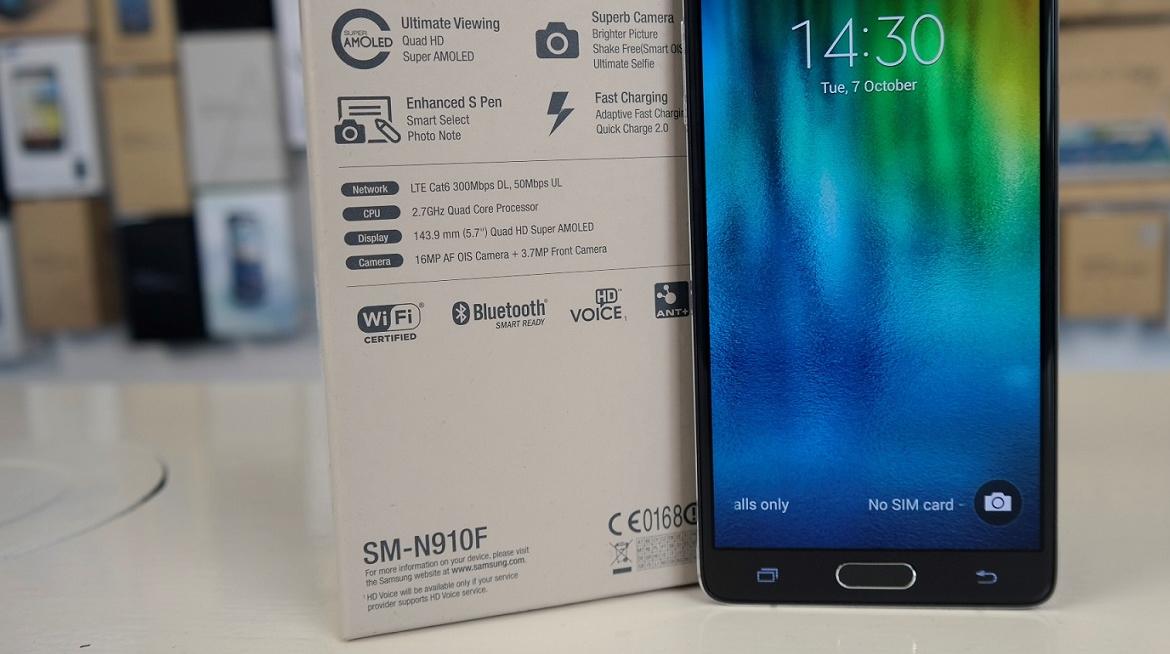 SUPER
AMOLED
Ultimate Viewing
Quad HD
Super AMOLED
Superb Camera
Brighter Picture
Shake Free(Smart OIS
Ultimate Selfie
Enhanced S Pen
Smart Select
Photo Note
Fast Charging
Adaptive Fast
Quick Charge 2.0
Network LTE Cat6 300Mbps DL, 50Mbps UL
CPU 2.7GHz Quad Core Processor
Display 143.9 mm (5.7") Quad HD Super AMOLED
Camera 16MP AF OIS Camera + 3.7MP Front Camera
Wi Fi ®
CERTIFIED
Bluetooth®
SMART READY
HD™
VOICE 1
ANT+
SM-N910F
For more information on your device, please visit
the Samsung website at www.samsung.com.
¹ HD Voice will be available only if your service
provider supports HD Voice service.
CE0168
14:30
Tue, 7 October
alls only
No SIM card -